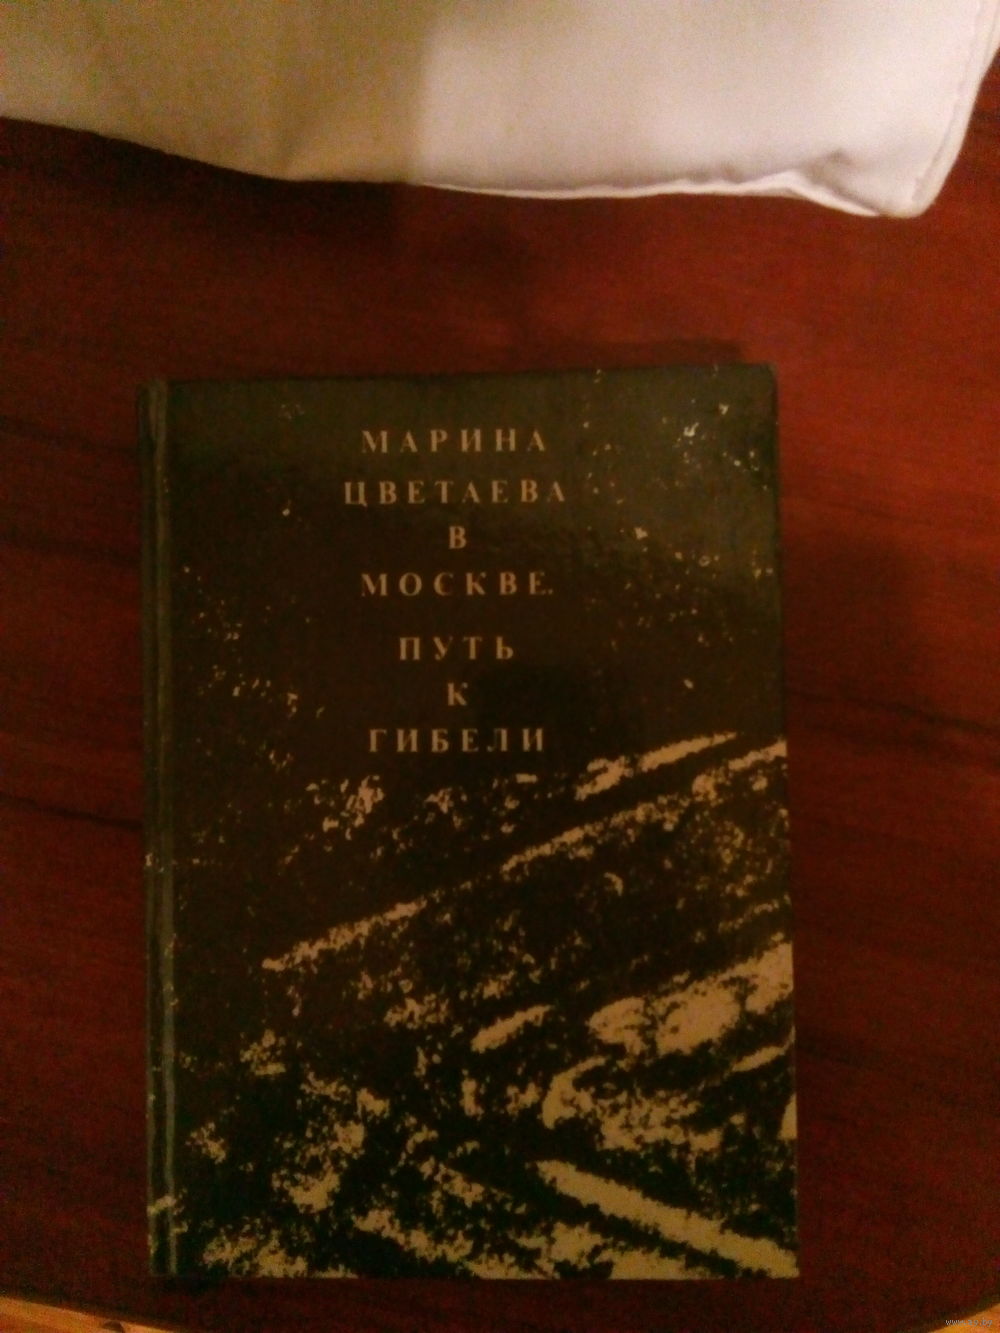 МАРИНА
ЦВЕТАЕВА
В
МОСКВЕ.
ПУТЬ
К
ГИБЕЛИ